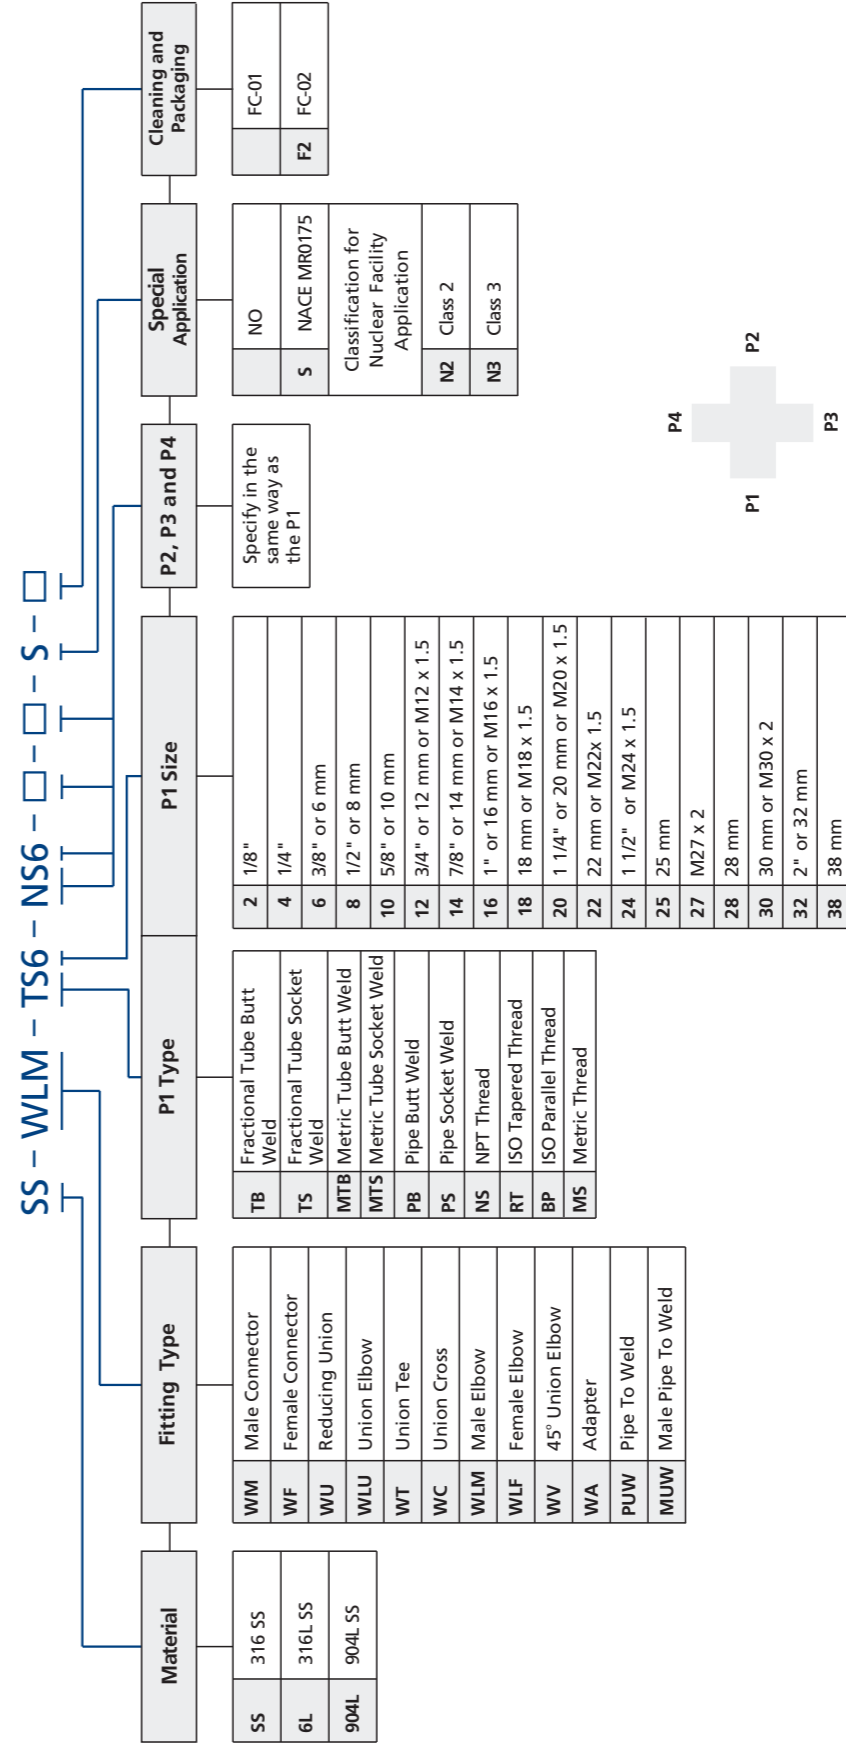 SS – WLM – TS6 – NS6 – □ – □ – S – □
Material
SS 316 SS
6L 316L SS
904L 904L SS
Fitting Type
WM Male Connector
WF Female Connector
WU Reducing Union
WLU Union Elbow
WT Union Tee
WC Union Cross
WLM Male Elbow
WLF Female Elbow
WV 45° Union Elbow
WA Adapter
PUW Pipe To Weld
MUW Male Pipe To Weld
P1 Type
TB Fractional Tube Butt
Weld
TS Fractional Tube Socket
Weld
MTB Metric Tube Butt Weld
MTS Metric Tube Socket Weld
PB Pipe Butt Weld
PS Pipe Socket Weld
NS NPT Thread
RT ISO Tapered Thread
BP ISO Parallel Thread
MS Metric Thread
P1 Size
2 1/8"
4 1/4"
6 3/8" or 6 mm
8 1/2" or 8 mm
10 5/8" or 10 mm
12 3/4" or 12 mm or M12 x 1.5
14 7/8" or 14 mm or M14 x 1.5
16 1" or 16 mm or M16 x 1.5
18 18 mm or M18 x 1.5
20 1 1/4" or 20 mm or M20 x 1.5
22 22 mm or M22x 1.5
24 1 1/2" or M24 x 1.5
25 25 mm
27 M27 x 2
28 28 mm
30 30 mm or M30 x 2
32 2" or 32 mm
38 38 mm
P2, P3 and P4
Specify in the
same way as
the P1
Special
Application
NO
S NACE MR0175
Classification for
Nuclear Facility
Application
N2 Class 2
N3 Class 3
Cleaning and
Packaging
FC-01
F2 FC-02
P4
P1
P2
P3